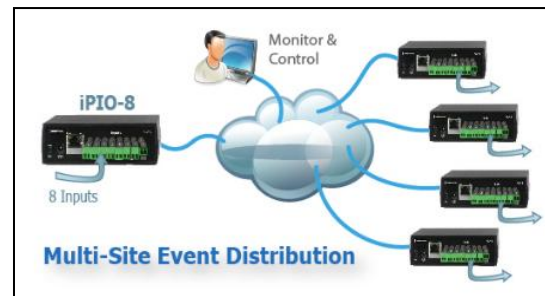 Monitor &
Control
iPIO-8
8 Inputs
Multi-Site Event Distribution